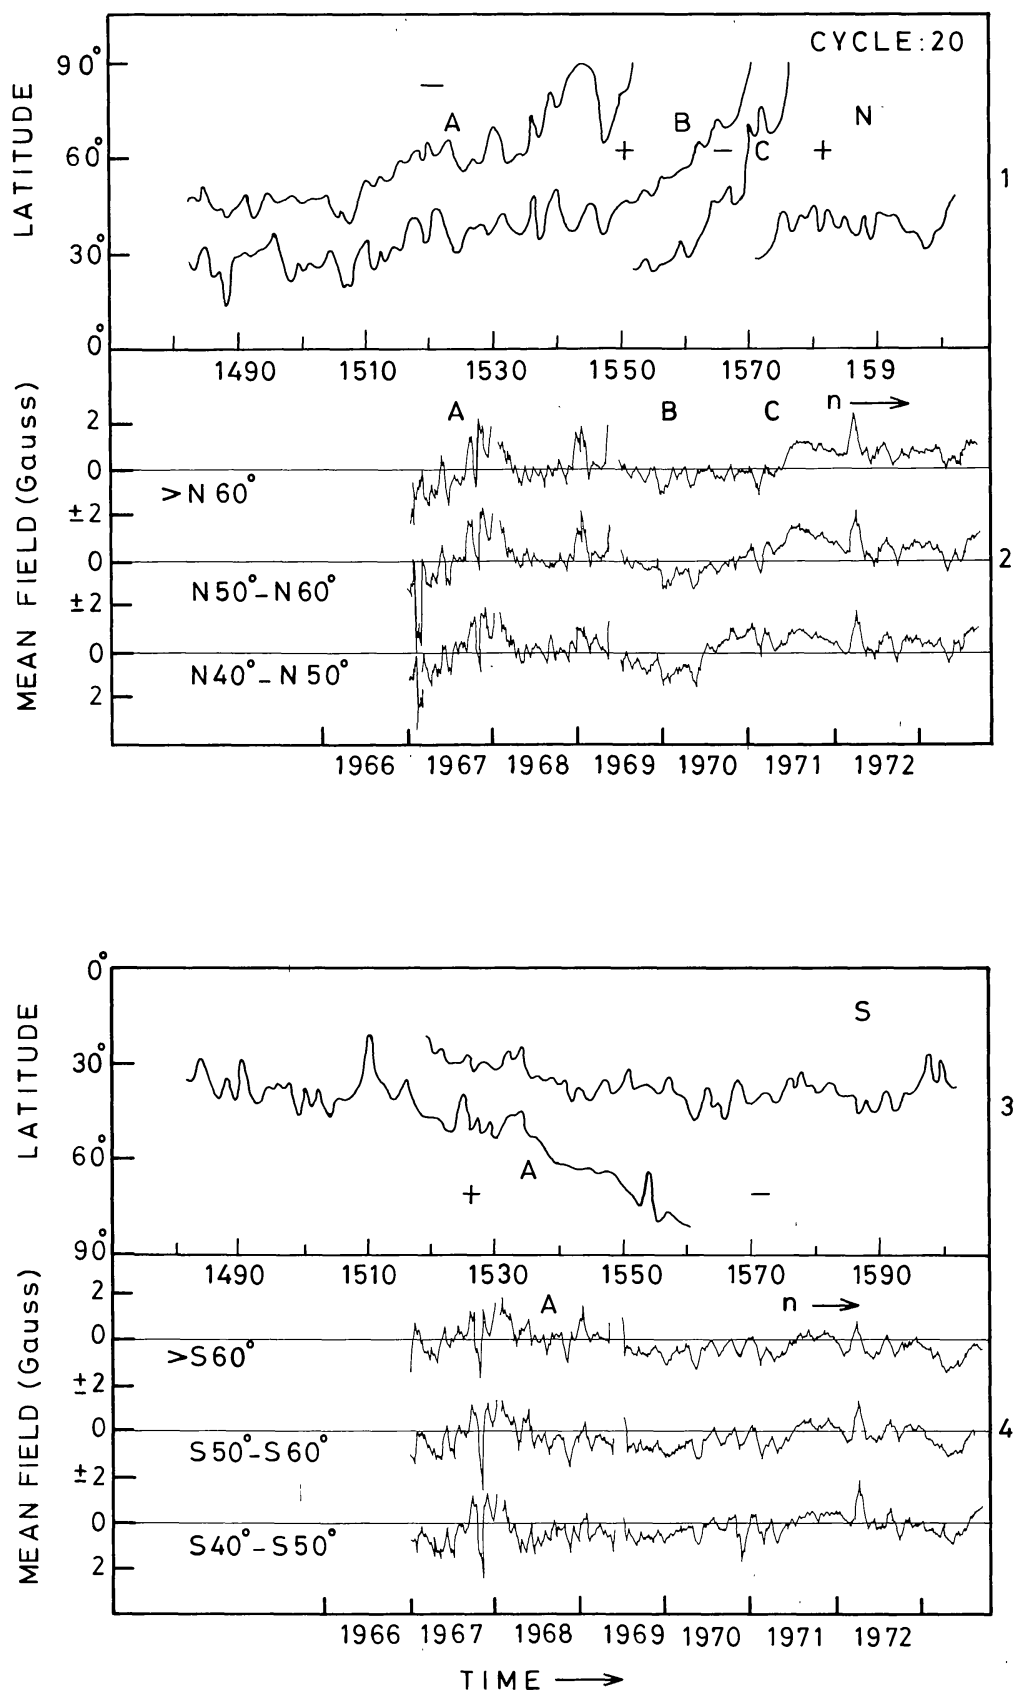 CYCLE:20
LATITUDE
90°
60°
30°
0°
−
A
+
B
−
C
+
N
1
1490 1510 1530 1550 1570 159
n →
MEAN FIELD (Gauss)
A B C
2
0
>N60°
±2
0
N50°–N60°
±2
0
N40°–N50°
2
2
1966 1967 1968 1969 1970 1971 1972
LATITUDE
0°
30°
60°
90°
S
3
A
+
−
1490 1510 1530 1550 1570 1590
n →
MEAN FIELD (Gauss)
A
2
0
>S60°
±2
0
S50°–S60°
±2
0
S40°–S50°
2
4
1966 1967 1968 1969 1970 1971 1972
TIME →